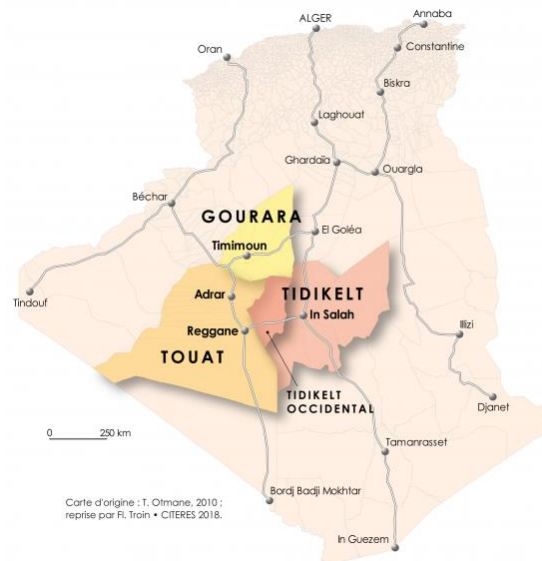 Annaba
ALGER
Constantine
Oran
Biskra
Laghouat
Ghardaïa
Ouargla
Béchar
GOURARA
El Goléa
Timimoun
Tindouf
Adrar
TIDIKELT
In Salah
Reggane
Illizi
TOUAT
TIDIKELT
OCCIDENTAL
Djanet
0 250 km
Tamanrasset
Bordj Badji Mokhtar
Carte d'origine : T. Otmane, 2010 ;
reprise par Fl. Troin • CITERES 2018.
In Guezem